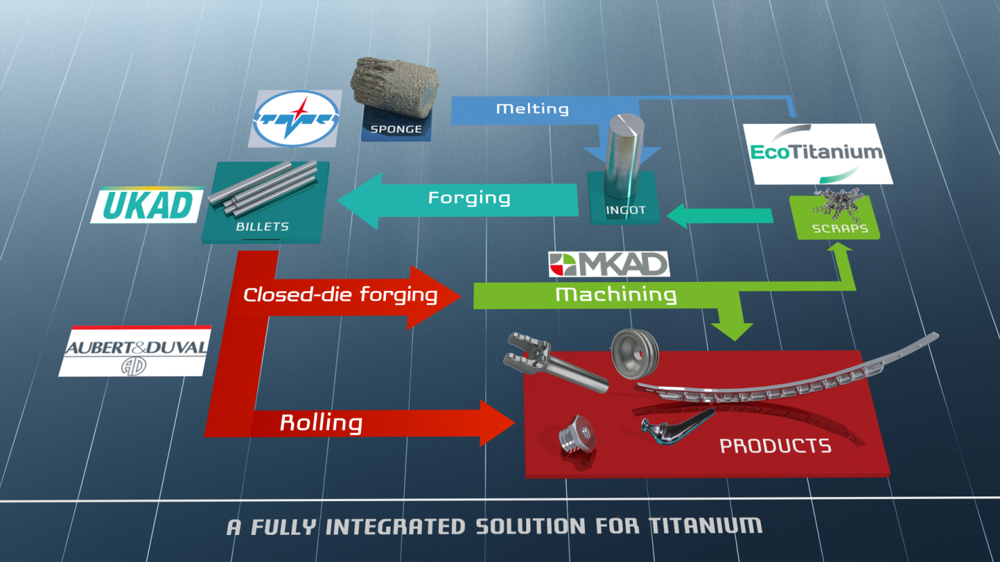 SPONGE
Melting
EcoTitanium
UKAD
BILLETS
Forging
INGOT
SCRAPS
MKAD
Closed-die forging
Machining
AUBERT&DUVAL
AD
Rolling
PRODUCTS
A FULLY INTEGRATED SOLUTION FOR TITANIUM